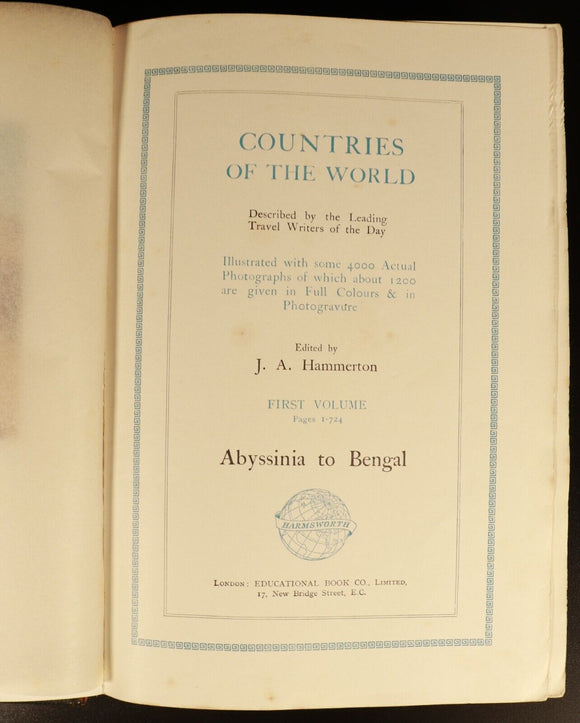 COUNTRIES
OF THE WORLD
Described by the Leading
Travel Writers of the Day
Illustrated with some 4000 Actual
Photographs of which about 1200
are given in Full Colours & in
Photogravure
Edited by
J. A. Hammerton
FIRST VOLUME
Pages 1-724
Abyssinia to Bengal
HARMSWORTH
LONDON: EDUCATIONAL BOOK CO., LIMITED,
17, NEW BRIDGE STREET, E.C.